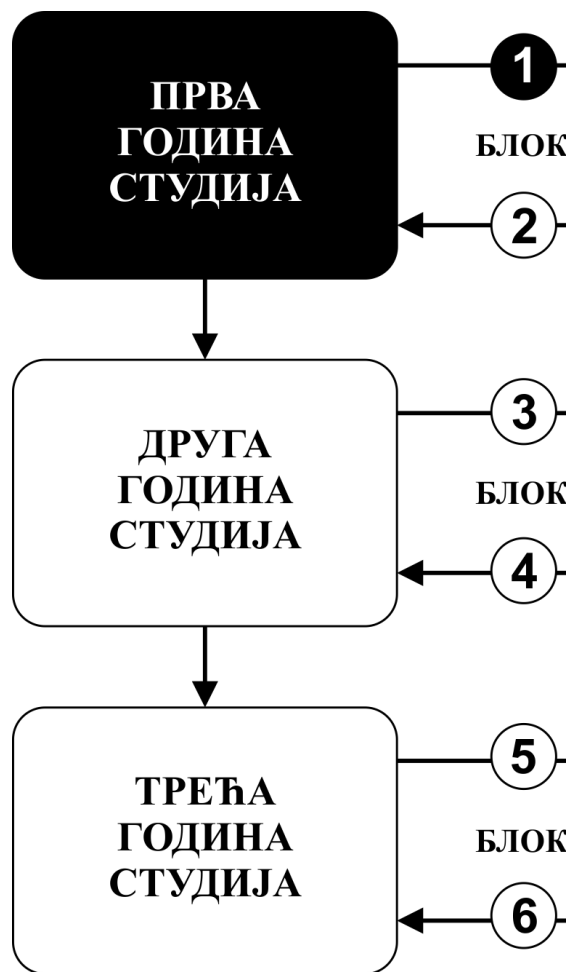 ПРВА
ГОДИНА
СТУДИЈА
1
БЛОК
2
ДРУГА
ГОДИНА
СТУДИЈА
3
БЛОК
4
ТРЕЋА
ГОДИНА
СТУДИЈА
5
БЛОК
6